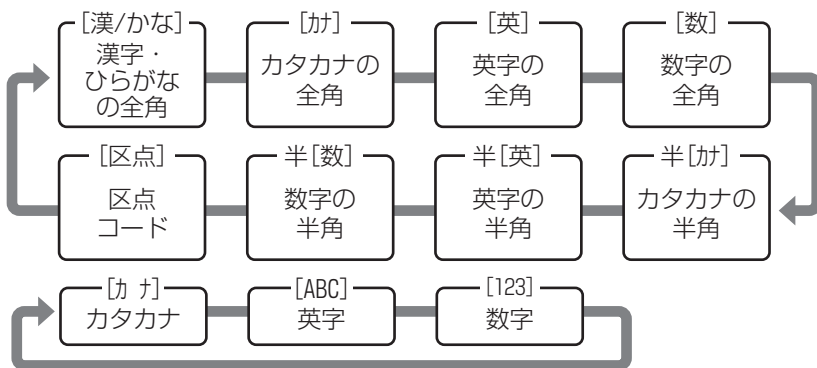 [漢/かな]
漢字・
ひらがな
の全角
[ｶﾅ]
カタカナの
全角
[英]
英字の
全角
[数]
数字の
全角
[区点]
区点
コード
半[数]
数字の
半角
半[英]
英字の
半角
半[ｶﾅ]
カタカナの
半角
[ｶ ﾅ]
カタカナ
[ABC]
英字
[123]
数字